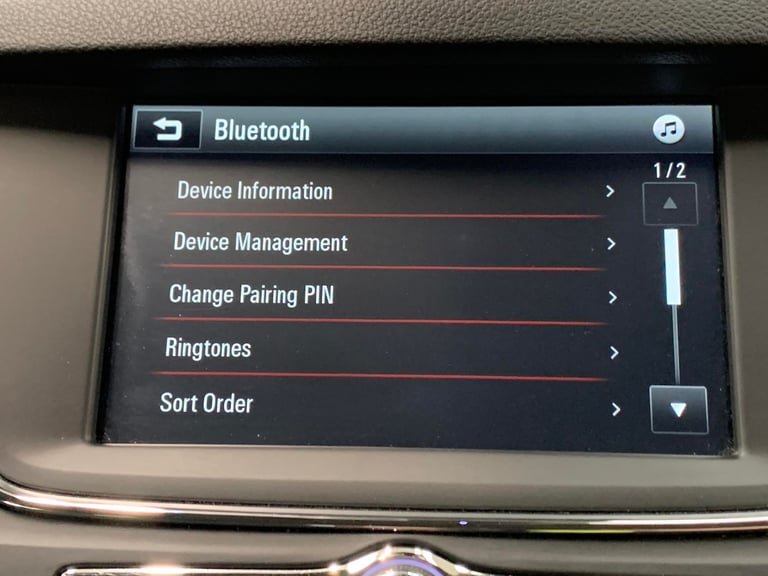 Bluetooth
1/2
Device Information
Device Management
Change Pairing PIN
Ringtones
Sort Order